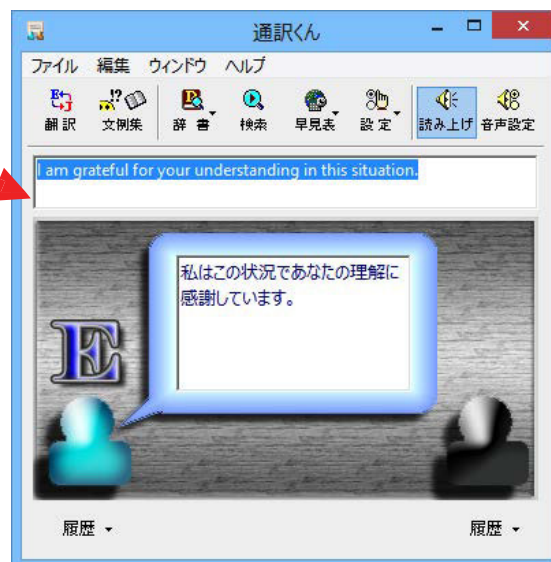 通訳くん
ファイル 編集 ウィンドウ ヘルプ
翻訳 文例集 辞書 検索 早見表 設定 読み上げ 音声設定
I am grateful for your understanding in this situation.
私はこの状況であなたの理解に
感謝しています。
E
履歴 履歴